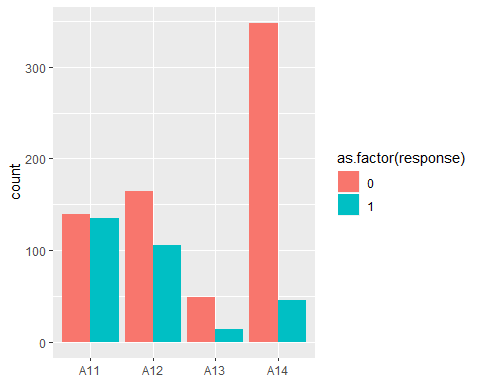 300
200
100
0
count
A11
A12
A13
A14
as.factor(response)
0
1